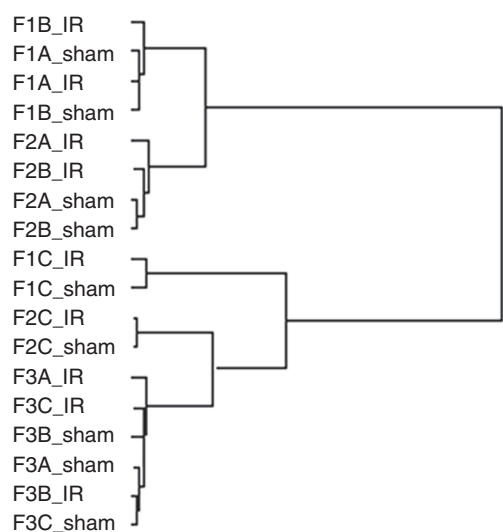 F1B_IR
F1A_sham
F1A_IR
F1B_sham
F2A_IR
F2B_IR
F2A_sham
F2B_sham
F1C_IR
F1C_sham
F2C_IR
F2C_sham
F3A_IR
F3C_IR
F3B_sham
F3A_sham
F3B_IR
F3C_sham